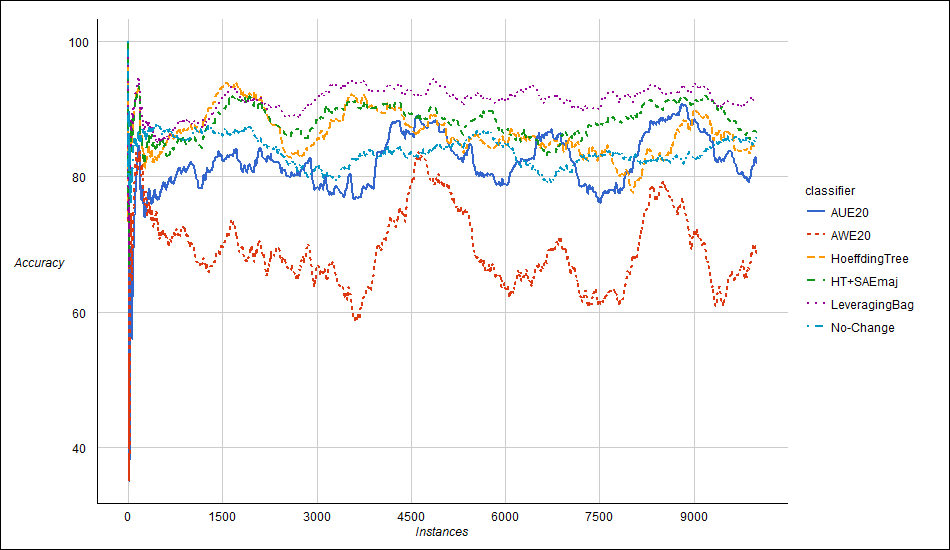 100
80
60
40
Accuracy
0 1500 3000 4500 6000 7500 9000
Instances
classifier
AUE20
AWE20
HoeffdingTree
HT+SAEmaj
LeveragingBag
No-Change